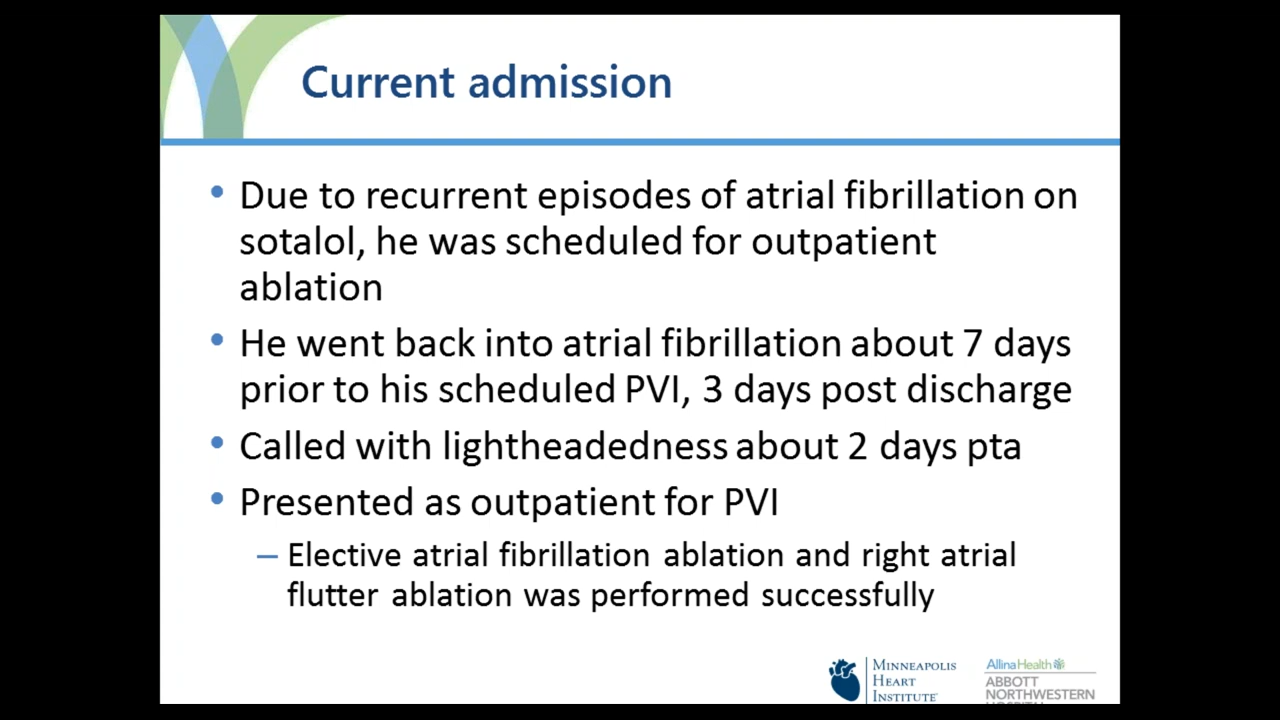 Current admission
• Due to recurrent episodes of atrial fibrillation on
sotalol, he was scheduled for outpatient
ablation
• He went back into atrial fibrillation about 7 days
prior to his scheduled PVI, 3 days post discharge
• Called with lightheadedness about 2 days pta
• Presented as outpatient for PVI
– Elective atrial fibrillation ablation and right atrial
flutter ablation was performed successfully
MINNEAPOLIS
HEART
INSTITUTE
AllinaHealth
ABBOTT
NORTHWESTERN
HOSPITAL